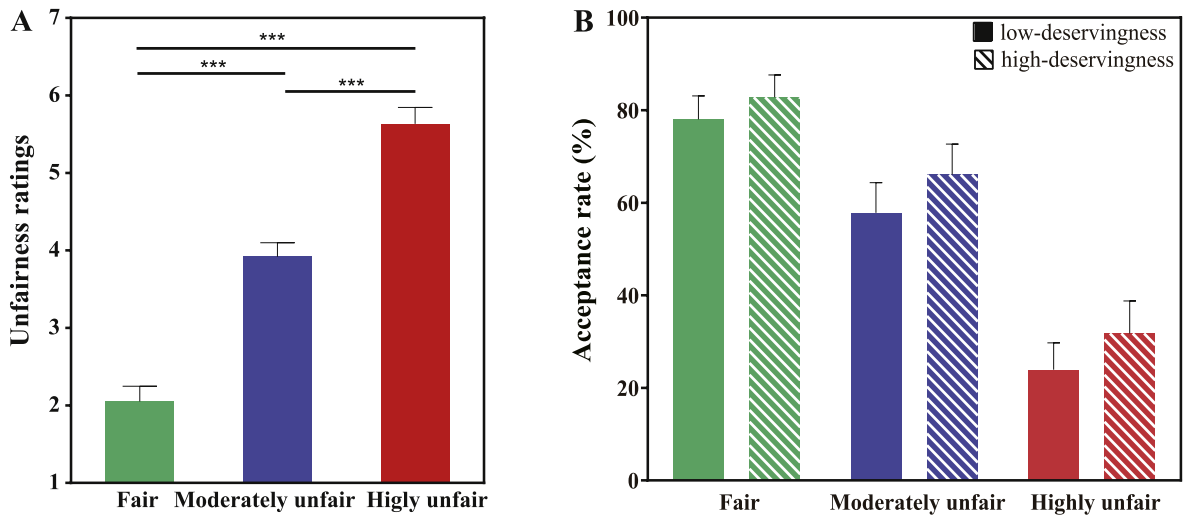 A
Unfairness ratings
7
6
5
4
3
2
1
***
***
***
Fair
Moderately unfair
Higly unfair
B
Acceptance rate (%)
100
80
60
40
20
0
low-deservingness
high-deservingness
Fair
Moderately unfair
Highly unfair